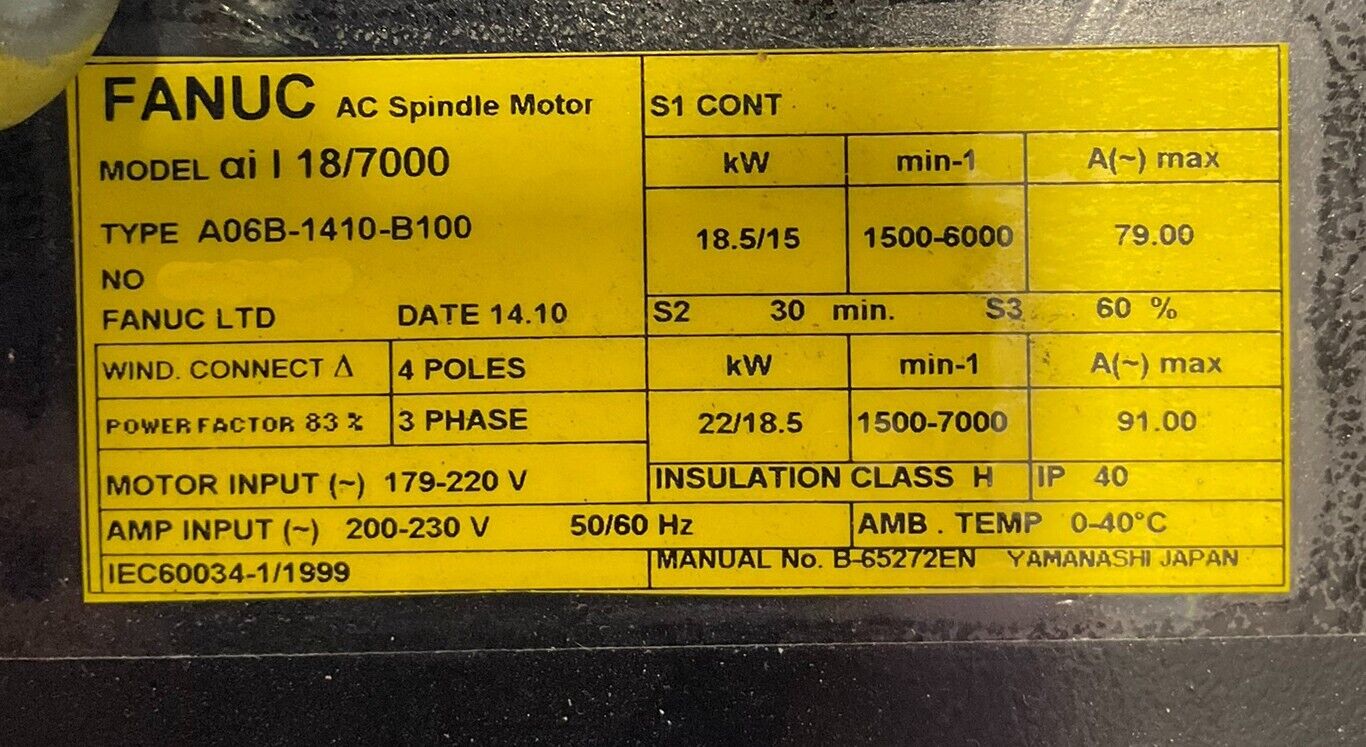 FANUC AC Spindle Motor
MODEL αi I 18/7000
TYPE A06B-1410-B100
NO
FANUC LTD DATE 14.10
WIND. CONNECT Δ 4 POLES
POWER FACTOR 83 % 3 PHASE
MOTOR INPUT (~) 179-220 V
AMP INPUT (~) 200-230 V 50/60 Hz
IEC60034-1/1999
S1 CONT
kW min-1 A(~) max
18.5/15 1500-6000 79.00
S2 30 min. S3 60 %
kW min-1 A(~) max
22/18.5 1500-7000 91.00
INSULATION CLASS H IP 40
AMB. TEMP 0-40°C
MANUAL No. B-65272EN YAMANASHI JAPAN